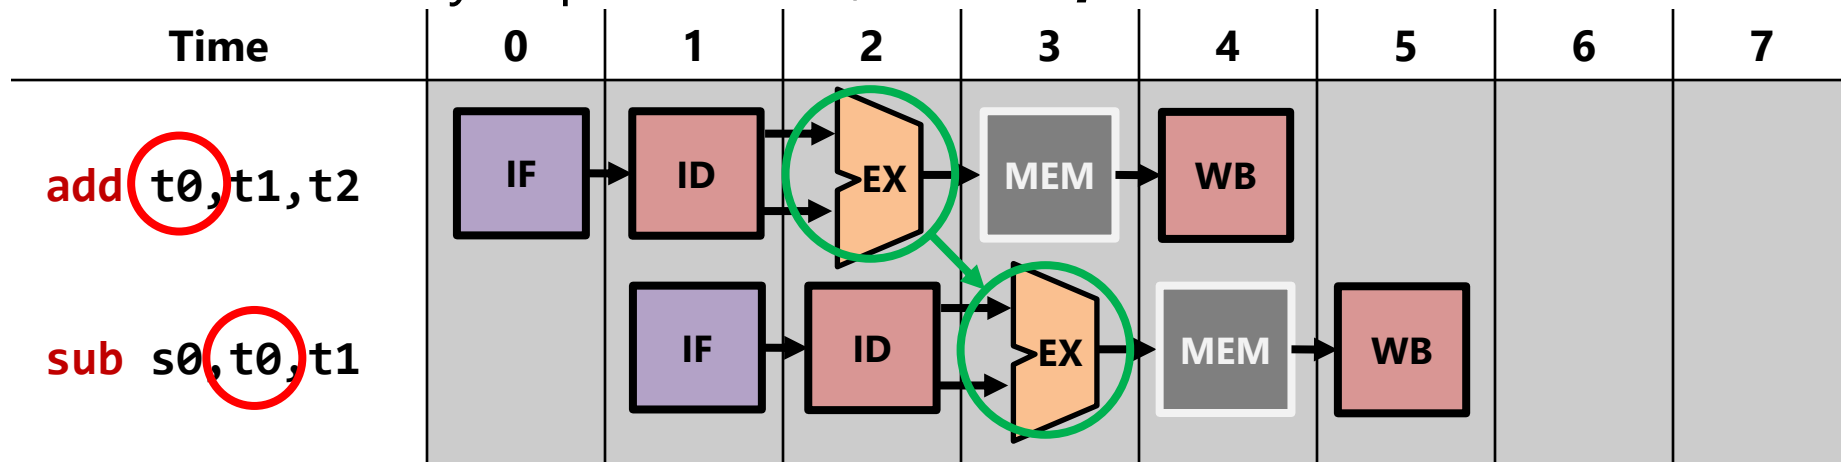 Time 0 1 2 3 4 5 6 7
add t0,t1,t2 IF ID EX MEM WB
sub s0,t0,t1 IF ID EX MEM WB